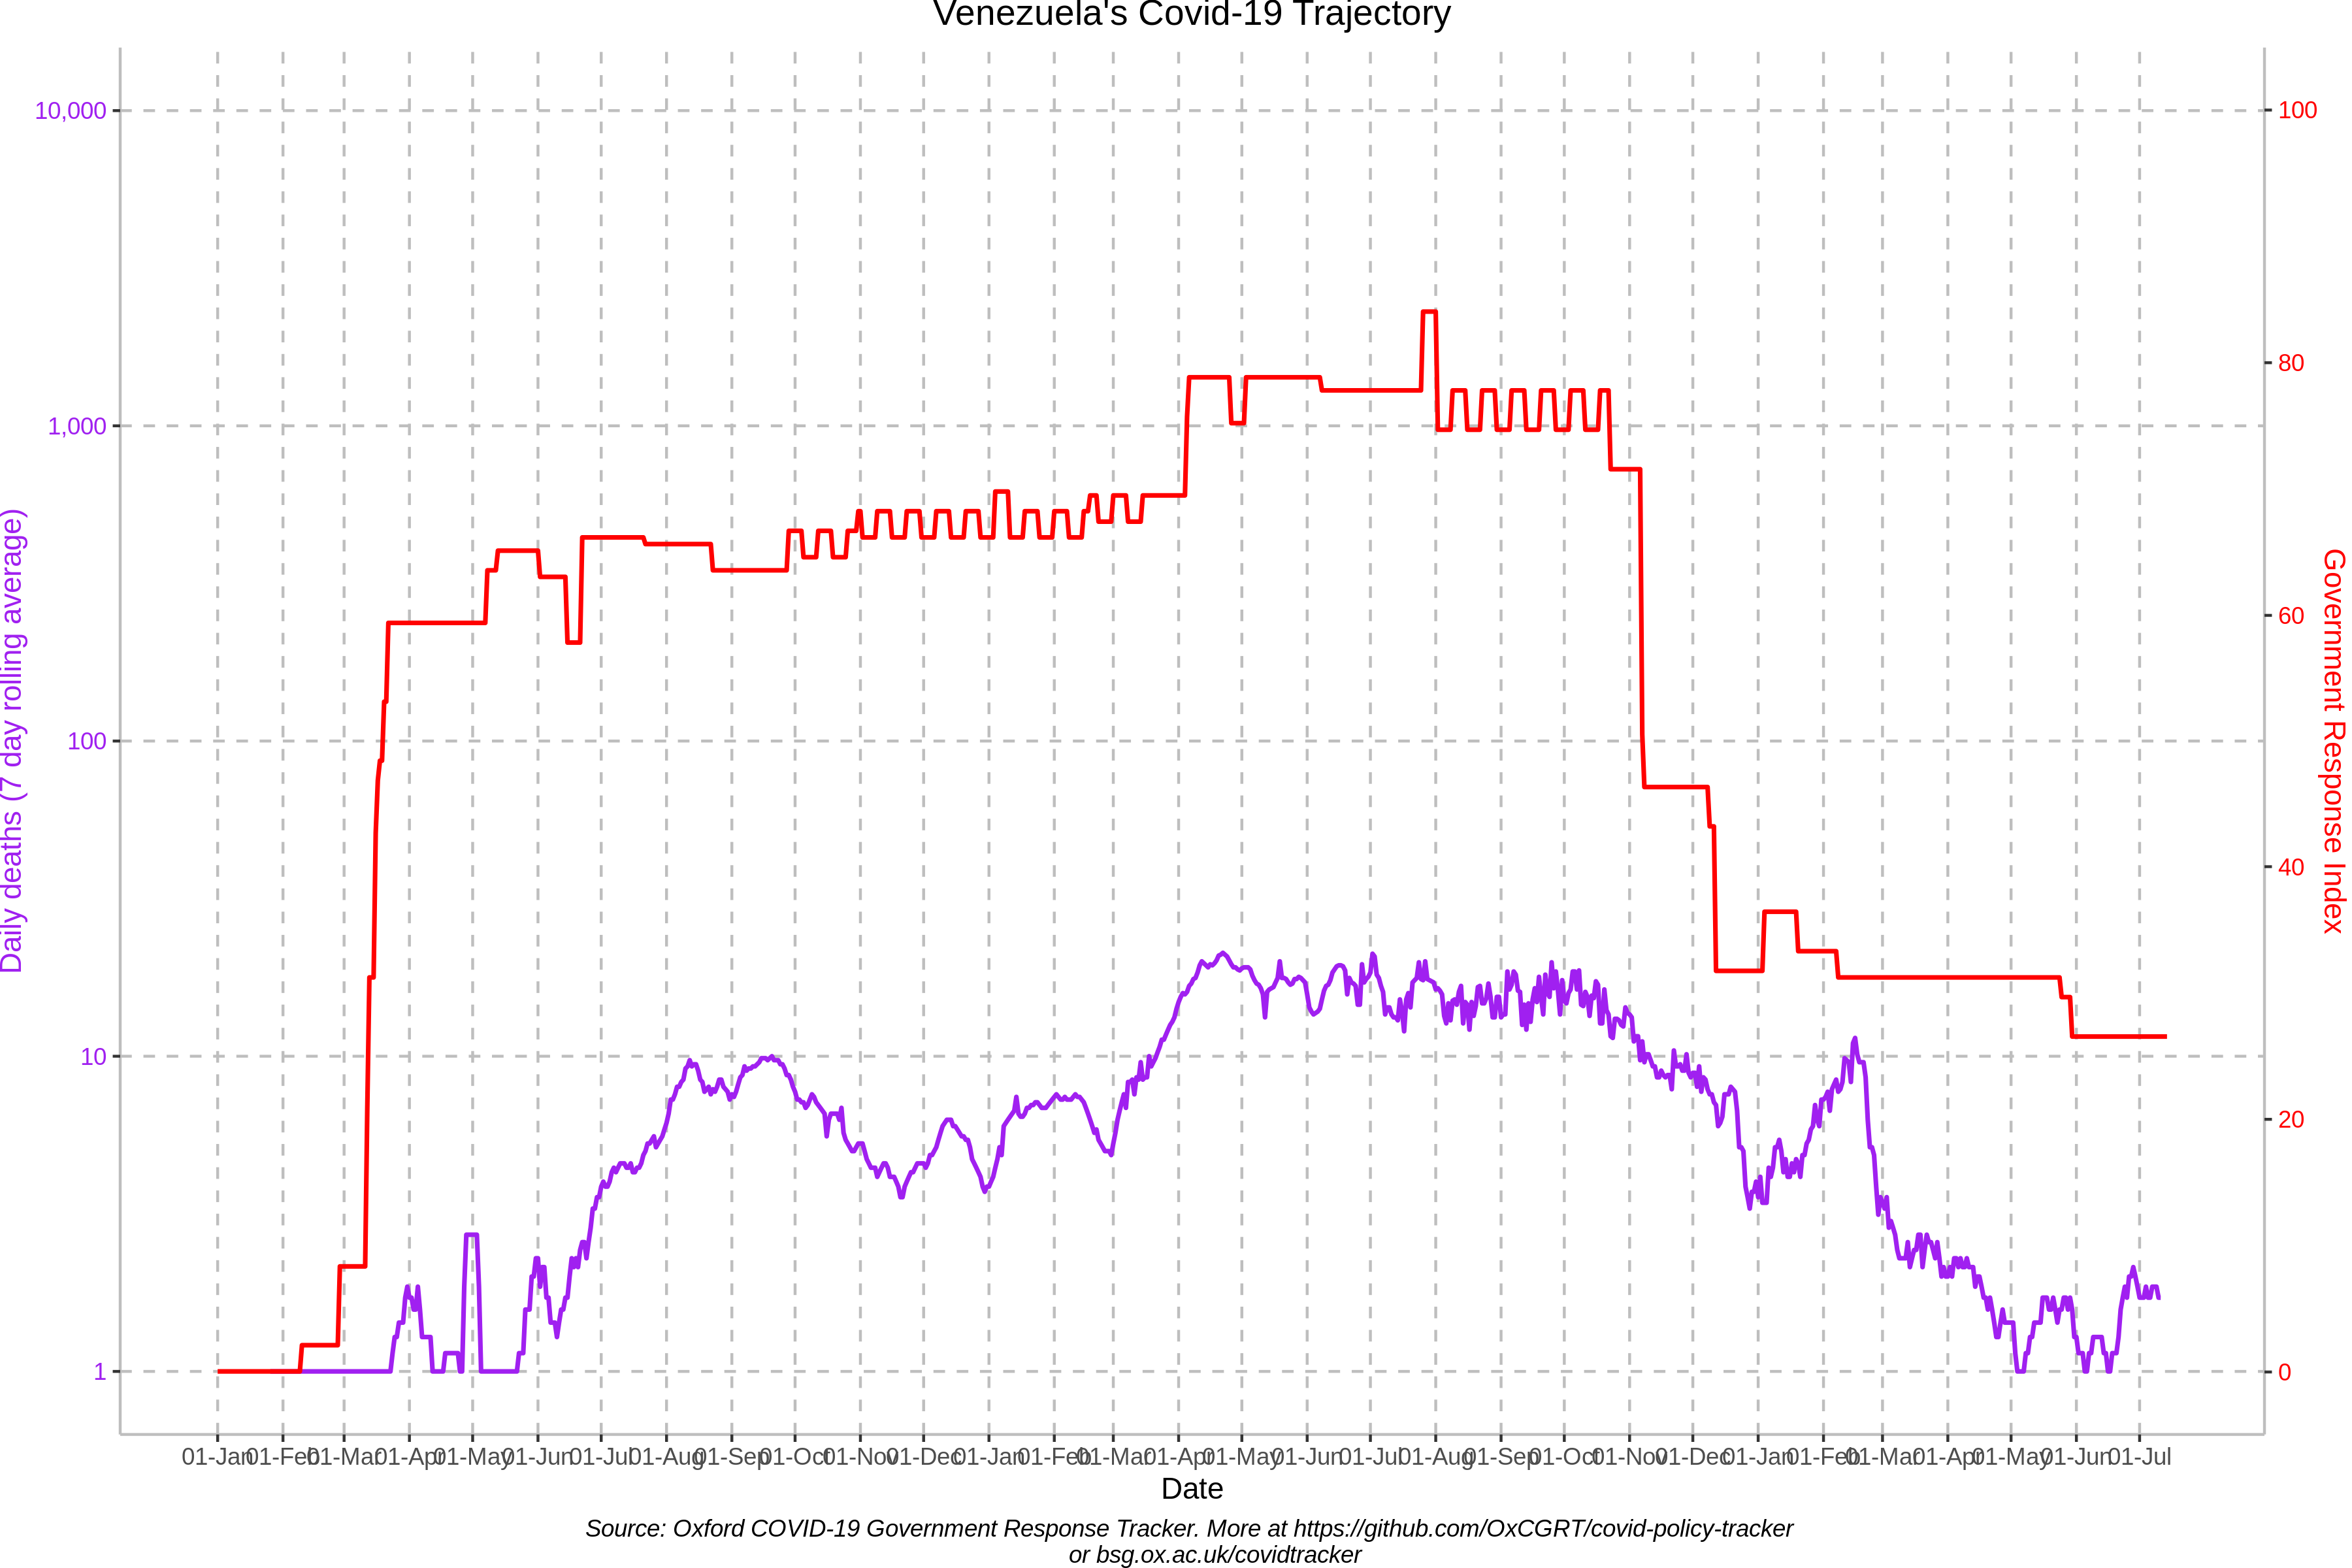 Venezuela's Covid-19 Trajectory
Daily deaths (7 day rolling average)
10,000
1,000
100
10
1
100
80
60
40
20
0
Government Response Index
01-Jan 01-Feb 01-Mar 01-Apr 01-May 01-Jun 01-Jul 01-Aug 01-Sep 01-Oct 01-Nov 01-Dec 01-Jan 01-Feb 01-Mar 01-Apr 01-May 01-Jun 01-Jul 01-Aug 01-Sep 01-Oct 01-Nov 01-Dec 01-Jan 01-Feb 01-Mar 01-Apr 01-May 01-Jun 01-Jul
Date
Source: Oxford COVID-19 Government Response Tracker. More at https://github.com/OxCGRT/covid-policy-tracker
or bsg.ox.ac.uk/covidtracker